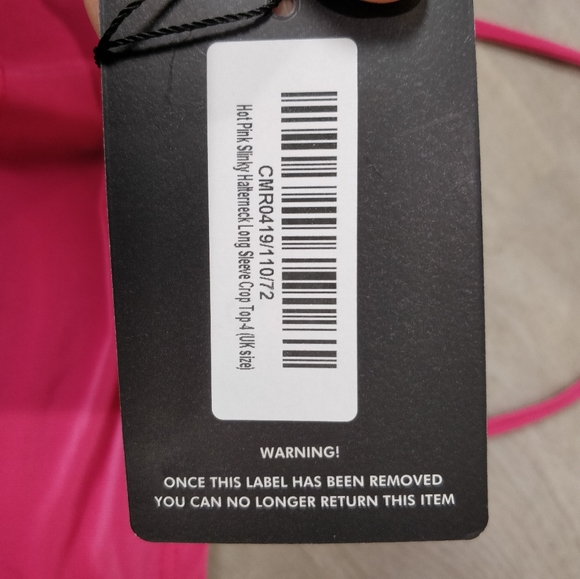 CMR0419/110/72
Hot Pink Slinky Halterneck Long Sleeve Crop Top-4 (UK size)
WARNING!
ONCE THIS LABEL HAS BEEN REMOVED
YOU CAN NO LONGER RETURN THIS ITEM